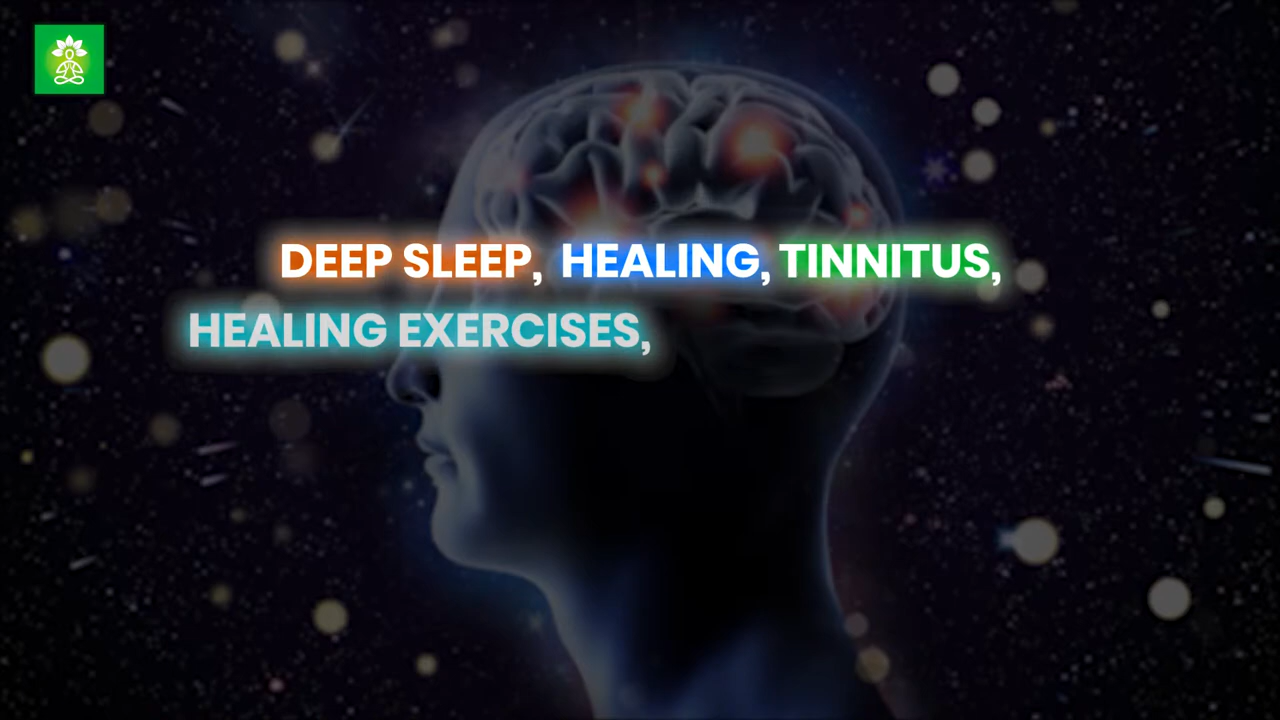 DEEP SLEEP, HEALING, TINNITUS,
HEALING EXERCISES,